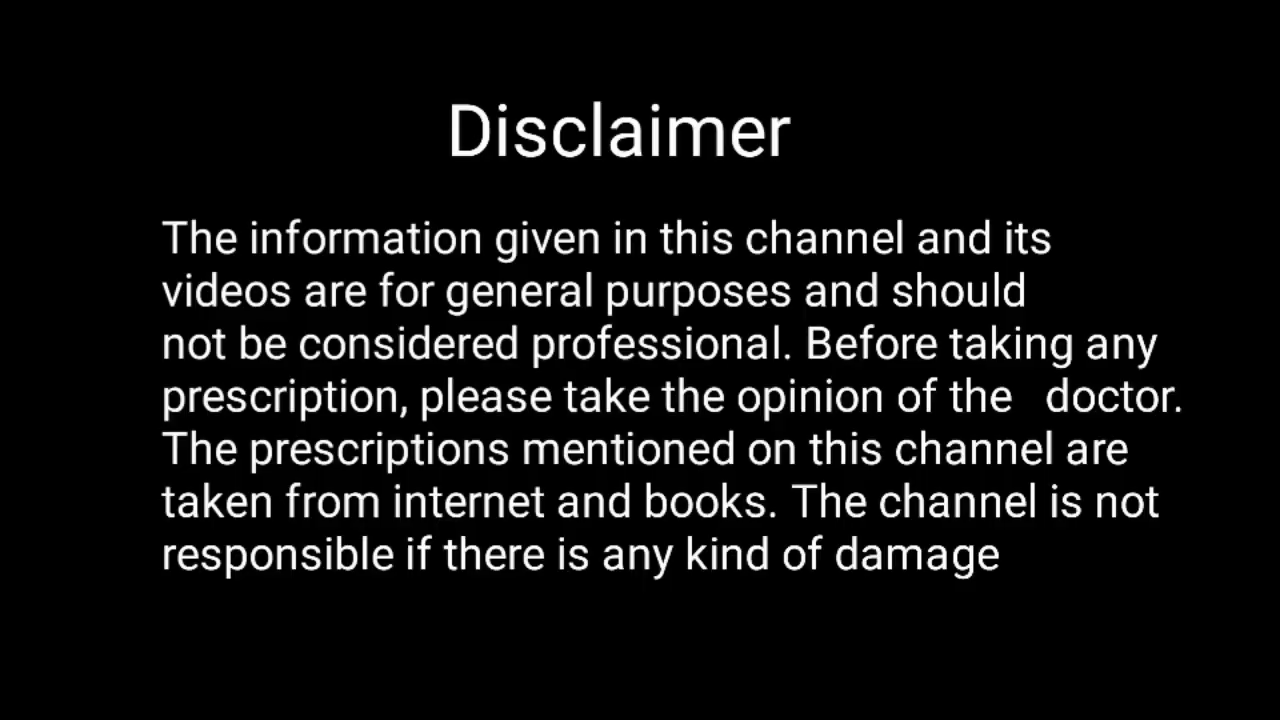 Disclaimer
The information given in this channel and its
videos are for general purposes and should
not be considered professional. Before taking any
prescription, please take the opinion of the   doctor.
The prescriptions mentioned on this channel are
taken from internet and books. The channel is not
responsible if there is any kind of damage